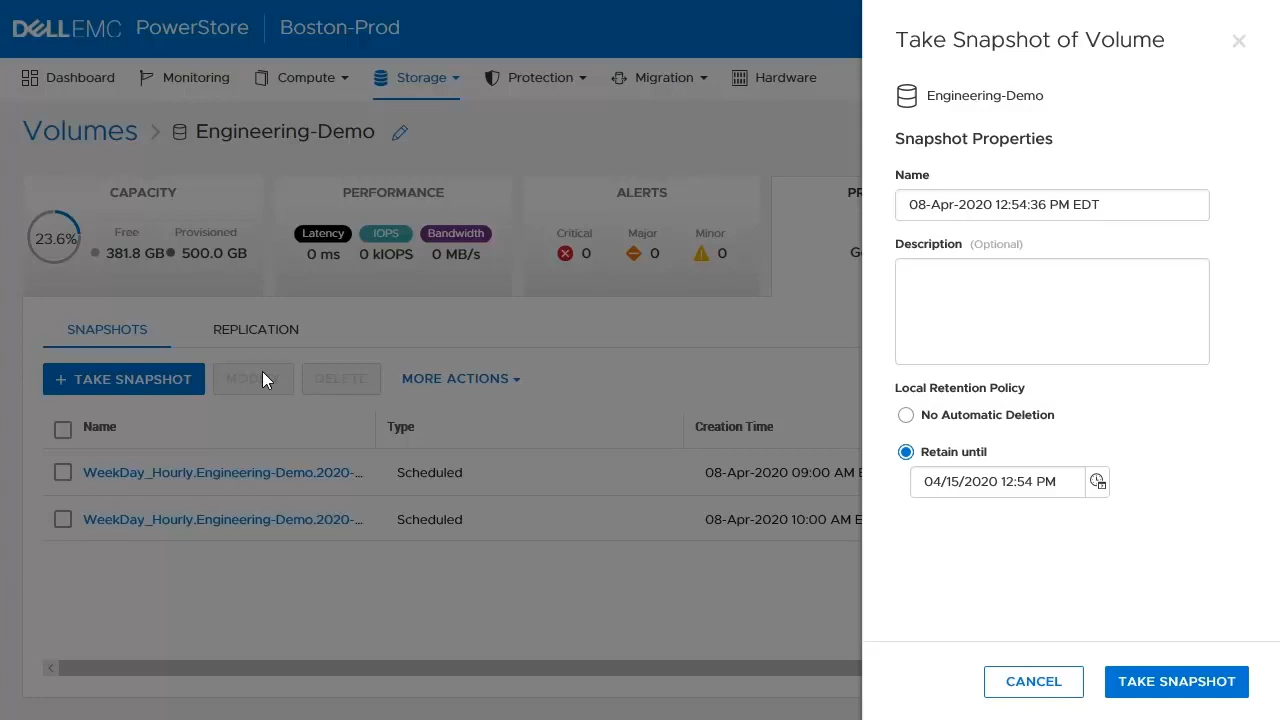 DELLEMC PowerStore Boston-Prod
Dashboard Monitoring Compute Storage Protection Migration Hardware
Volumes > Engineering-Demo
CAPACITY
23.6%
Free Provisioned
381.8 GB 500.0 GB
PERFORMANCE
Latency IOPS Bandwidth
0 ms 0 kIOPS 0 MB/s
ALERTS
Critical Major Minor
0 0 0
SNAPSHOTS REPLICATION
+ TAKE SNAPSHOT DELETE MORE ACTIONS
Name Type Creation Time
WeekDay_Hourly.Engineering-Demo.2020-... Scheduled 08-Apr-2020 09:00 AM
WeekDay_Hourly.Engineering-Demo.2020-... Scheduled 08-Apr-2020 10:00 AM
Take Snapshot of Volume
Engineering-Demo
Snapshot Properties
Name
08-Apr-2020 12:54:36 PM EDT
Description (Optional)
Local Retention Policy
No Automatic Deletion
Retain until
04/15/2020 12:54 PM
CANCEL TAKE SNAPSHOT